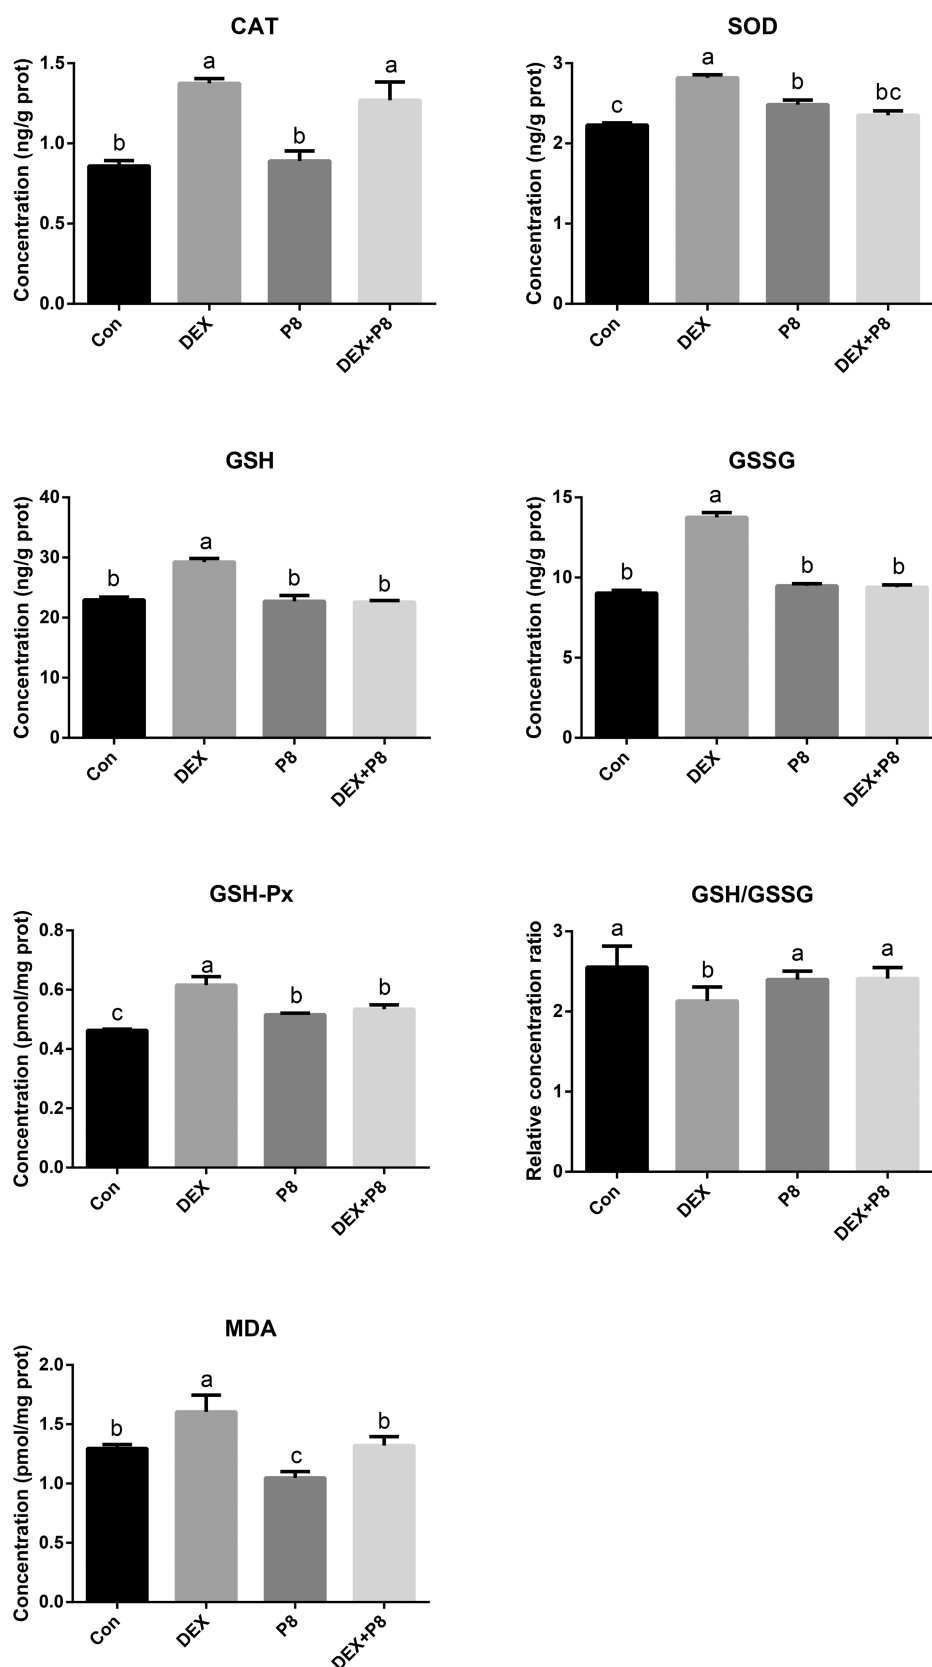 CAT
Concentration (ng/g prot)
1.5
1.0
0.5
0.0
b
a
b
a
Con
DEX
P8
DEX+P8
SOD
Concentration (ng/g prot)
3
2
1
0
c
a
b
bc
Con
DEX
P8
DEX+P8
GSH
Concentration (ng/g prot)
40
30
20
10
0
b
a
b
b
Con
DEX
P8
DEX+P8
GSSG
Concentration (ng/g prot)
15
10
5
0
b
a
b
b
Con
DEX
P8
DEX+P8
GSH-Px
Concentration (pmol/mg prot)
0.8
0.6
0.4
0.2
0.0
c
a
b
b
Con
DEX
P8
DEX+P8
GSH/GSSG
Relative concentration ratio
3
2
1
0
a
b
a
a
Con
DEX
P8
DEX+P8
MDA
Concentration (pmol/mg prot)
2.0
1.5
1.0
0.5
0.0
b
a
c
b
Con
DEX
P8
DEX+P8